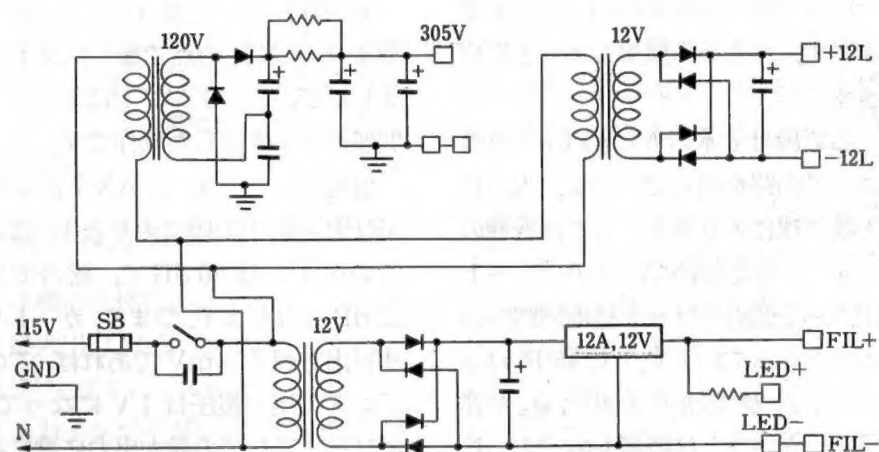 120V
305V
12V
+12L
−12L
115V
SB
12V
12A, 12V
FIL+
GND
LED+
LED−
N
FIL−